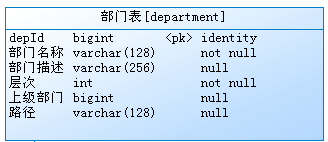 部门表[department]
depId bigint <pk> identity
部门名称 varchar(128) not null
部门描述 varchar(256) null
层次 int not null
上级部门 bigint null
路径 varchar(128) null